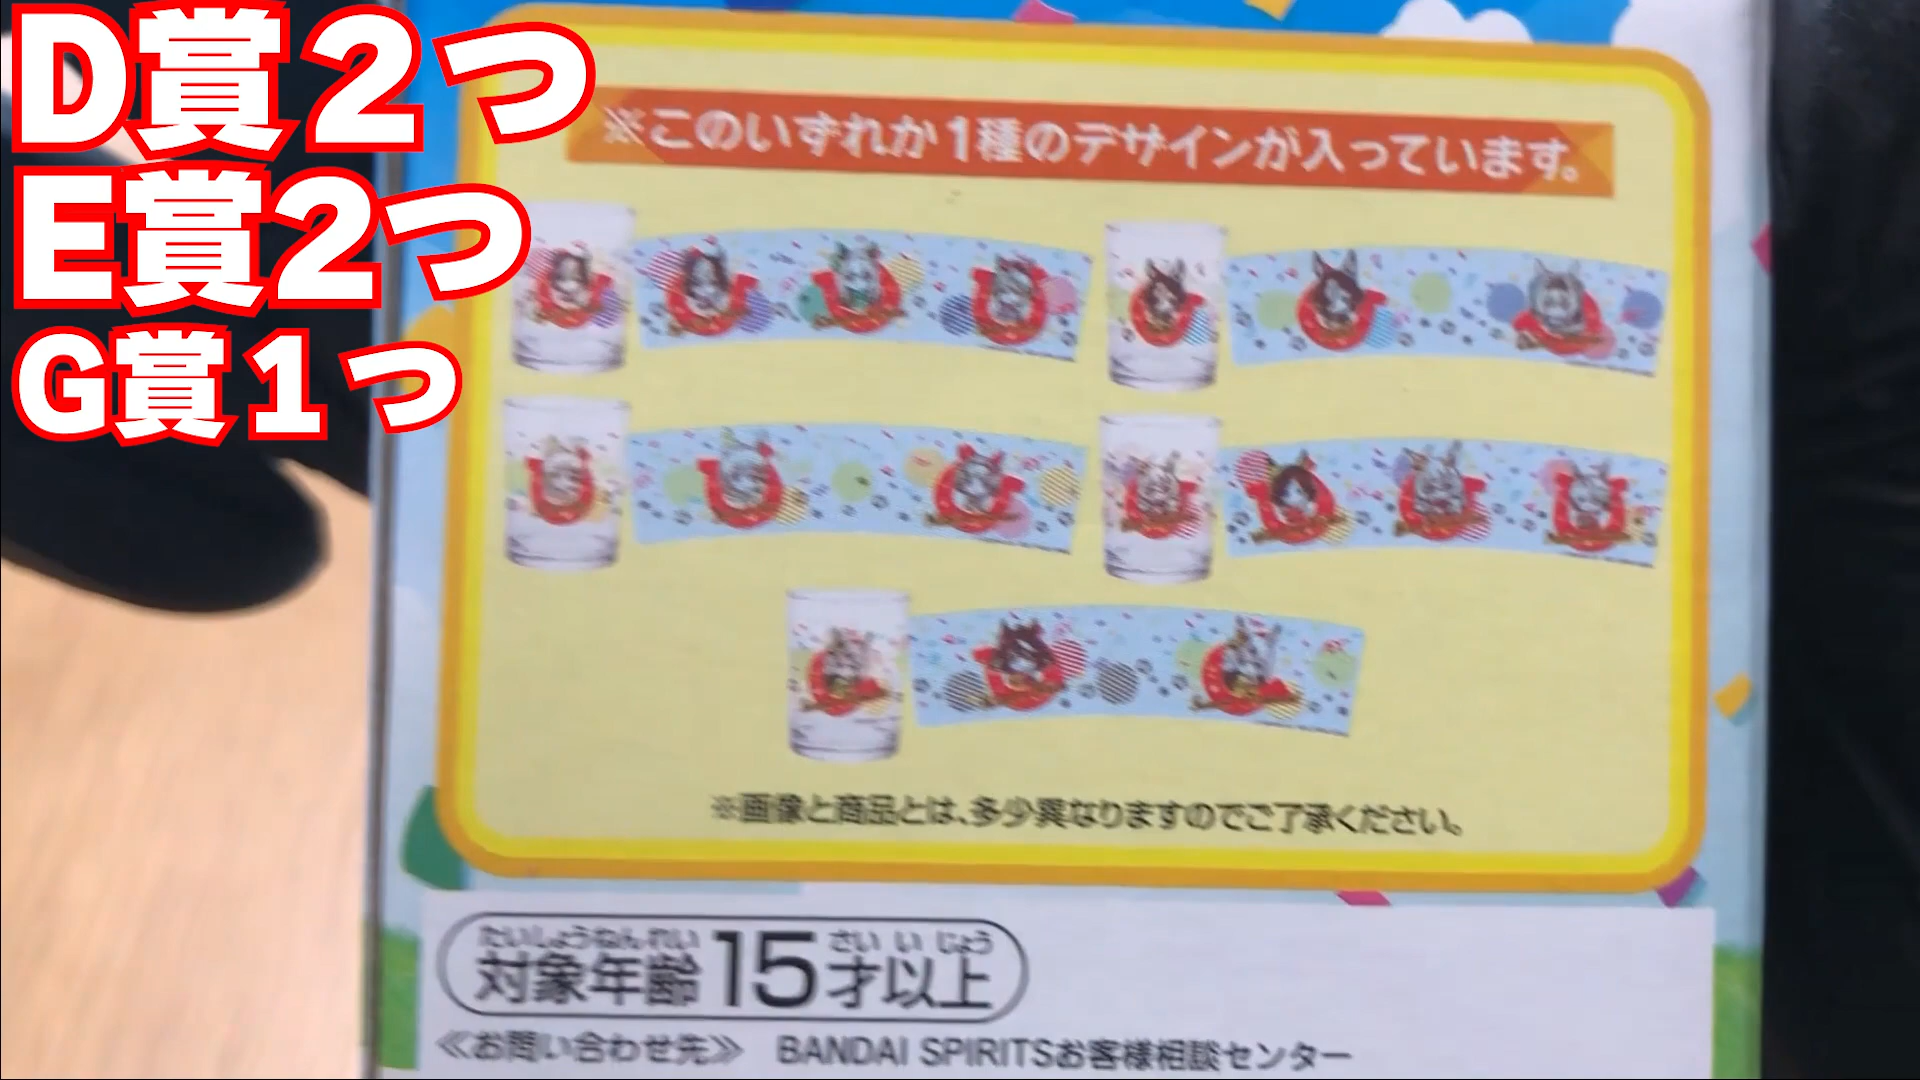 D賞２つ
E賞2つ
G賞１つ
※このいずれか1種のデザインが入っています。
※画像と商品とは、多少異なりますのでご了承ください。
たいしょうねんれい さい い じょう
対象年齢15才以上
≪お問い合わせ先≫ BANDAI SPIRITSお客様相談センター